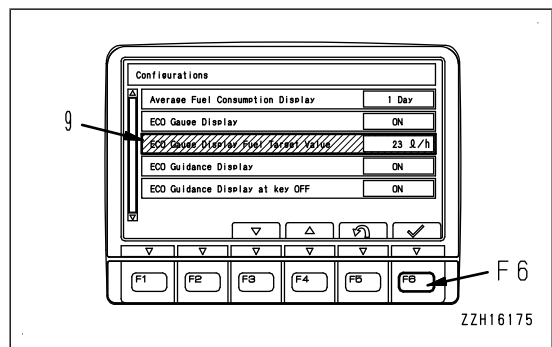 Configurations
Average Fuel Consumption Display 1 Day
ECO Gauge Display ON
9
ECO Gauge Display Fuel Target Value 23 ℓ/h
ECO Guidance Display ON
ECO Guidance Display at key OFF ON
F1 F2 F3 F4 F5 F6
F6
ZZH16175